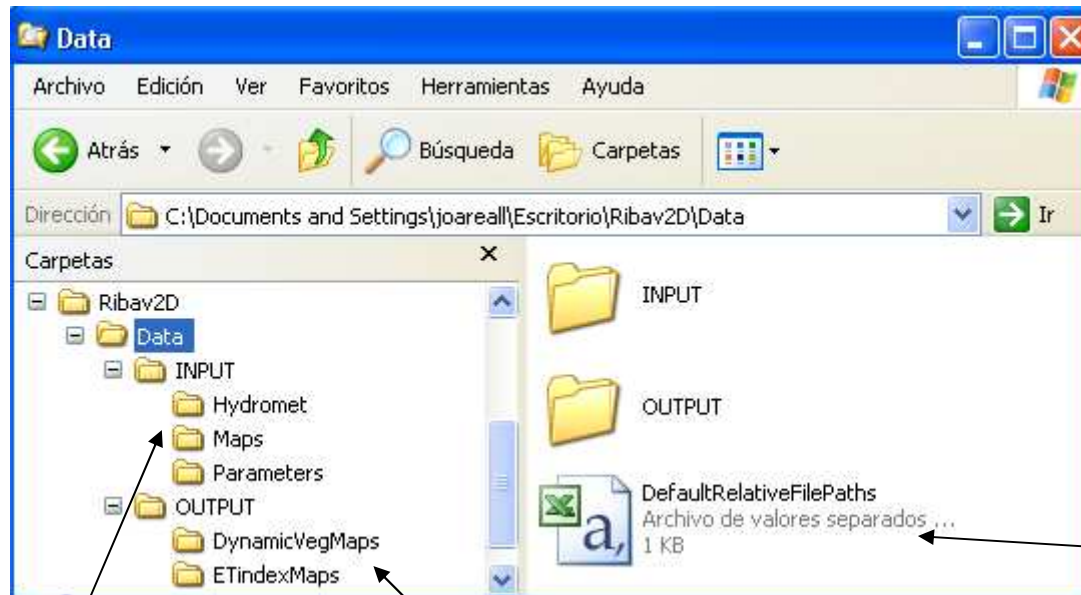 Data
Archivo Edición Ver Favoritos Herramientas Ayuda
Atrás Búsqueda Carpetas
Dirección C:\Documents and Settings\joareall\Escritorio\Ribav2D\Data Ir
Carpetas
Ribav2D
Data
INPUT
Hydromet
Maps
Parameters
OUTPUT
DynamicVegMaps
ETindexMaps
INPUT
OUTPUT
DefaultRelativeFilePaths
Archivo de valores separados ...
1 KB
a,